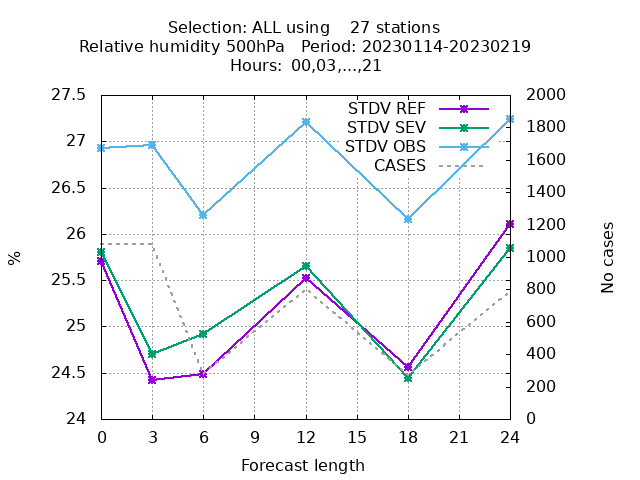 Selection: ALL using    27 stations
Relative humidity 500hPa   Period: 20230114-20230219
Hours:  00,03,...,21
27.5
27
26.5
26
25.5
25
24.5
24
2000
1800
1600
1400
1200
1000
800
600
400
200
0
STDV REF
STDV SEV
STDV OBS
CASES
%
No cases
0 3 6 9 12 15 18 21 24
Forecast length